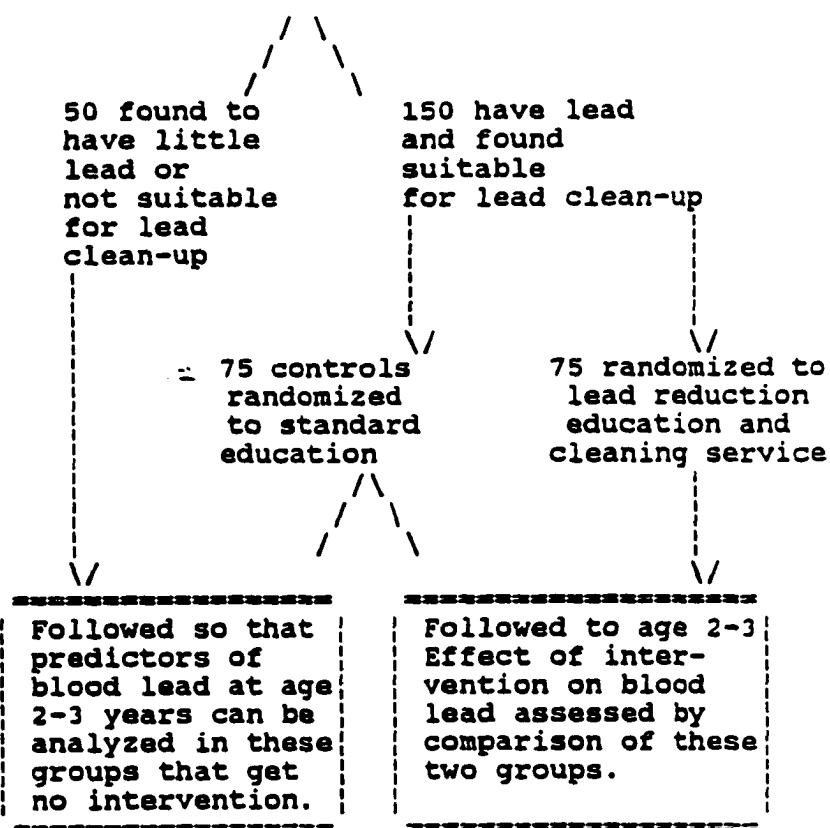 50 found to
have little
lead or
not suitable
for lead
clean-up
150 have lead
and found
suitable
for lead clean-up
75 controls
randomized
to standard
education
75 randomized to
lead reduction
education and
cleaning service
Followed so that
predictors of
blood lead at age
2-3 years can be
analyzed in these
groups that get
no intervention.
Followed to age 2-3
Effect of inter-
vention on blood
lead assessed by
comparison of these
two groups.